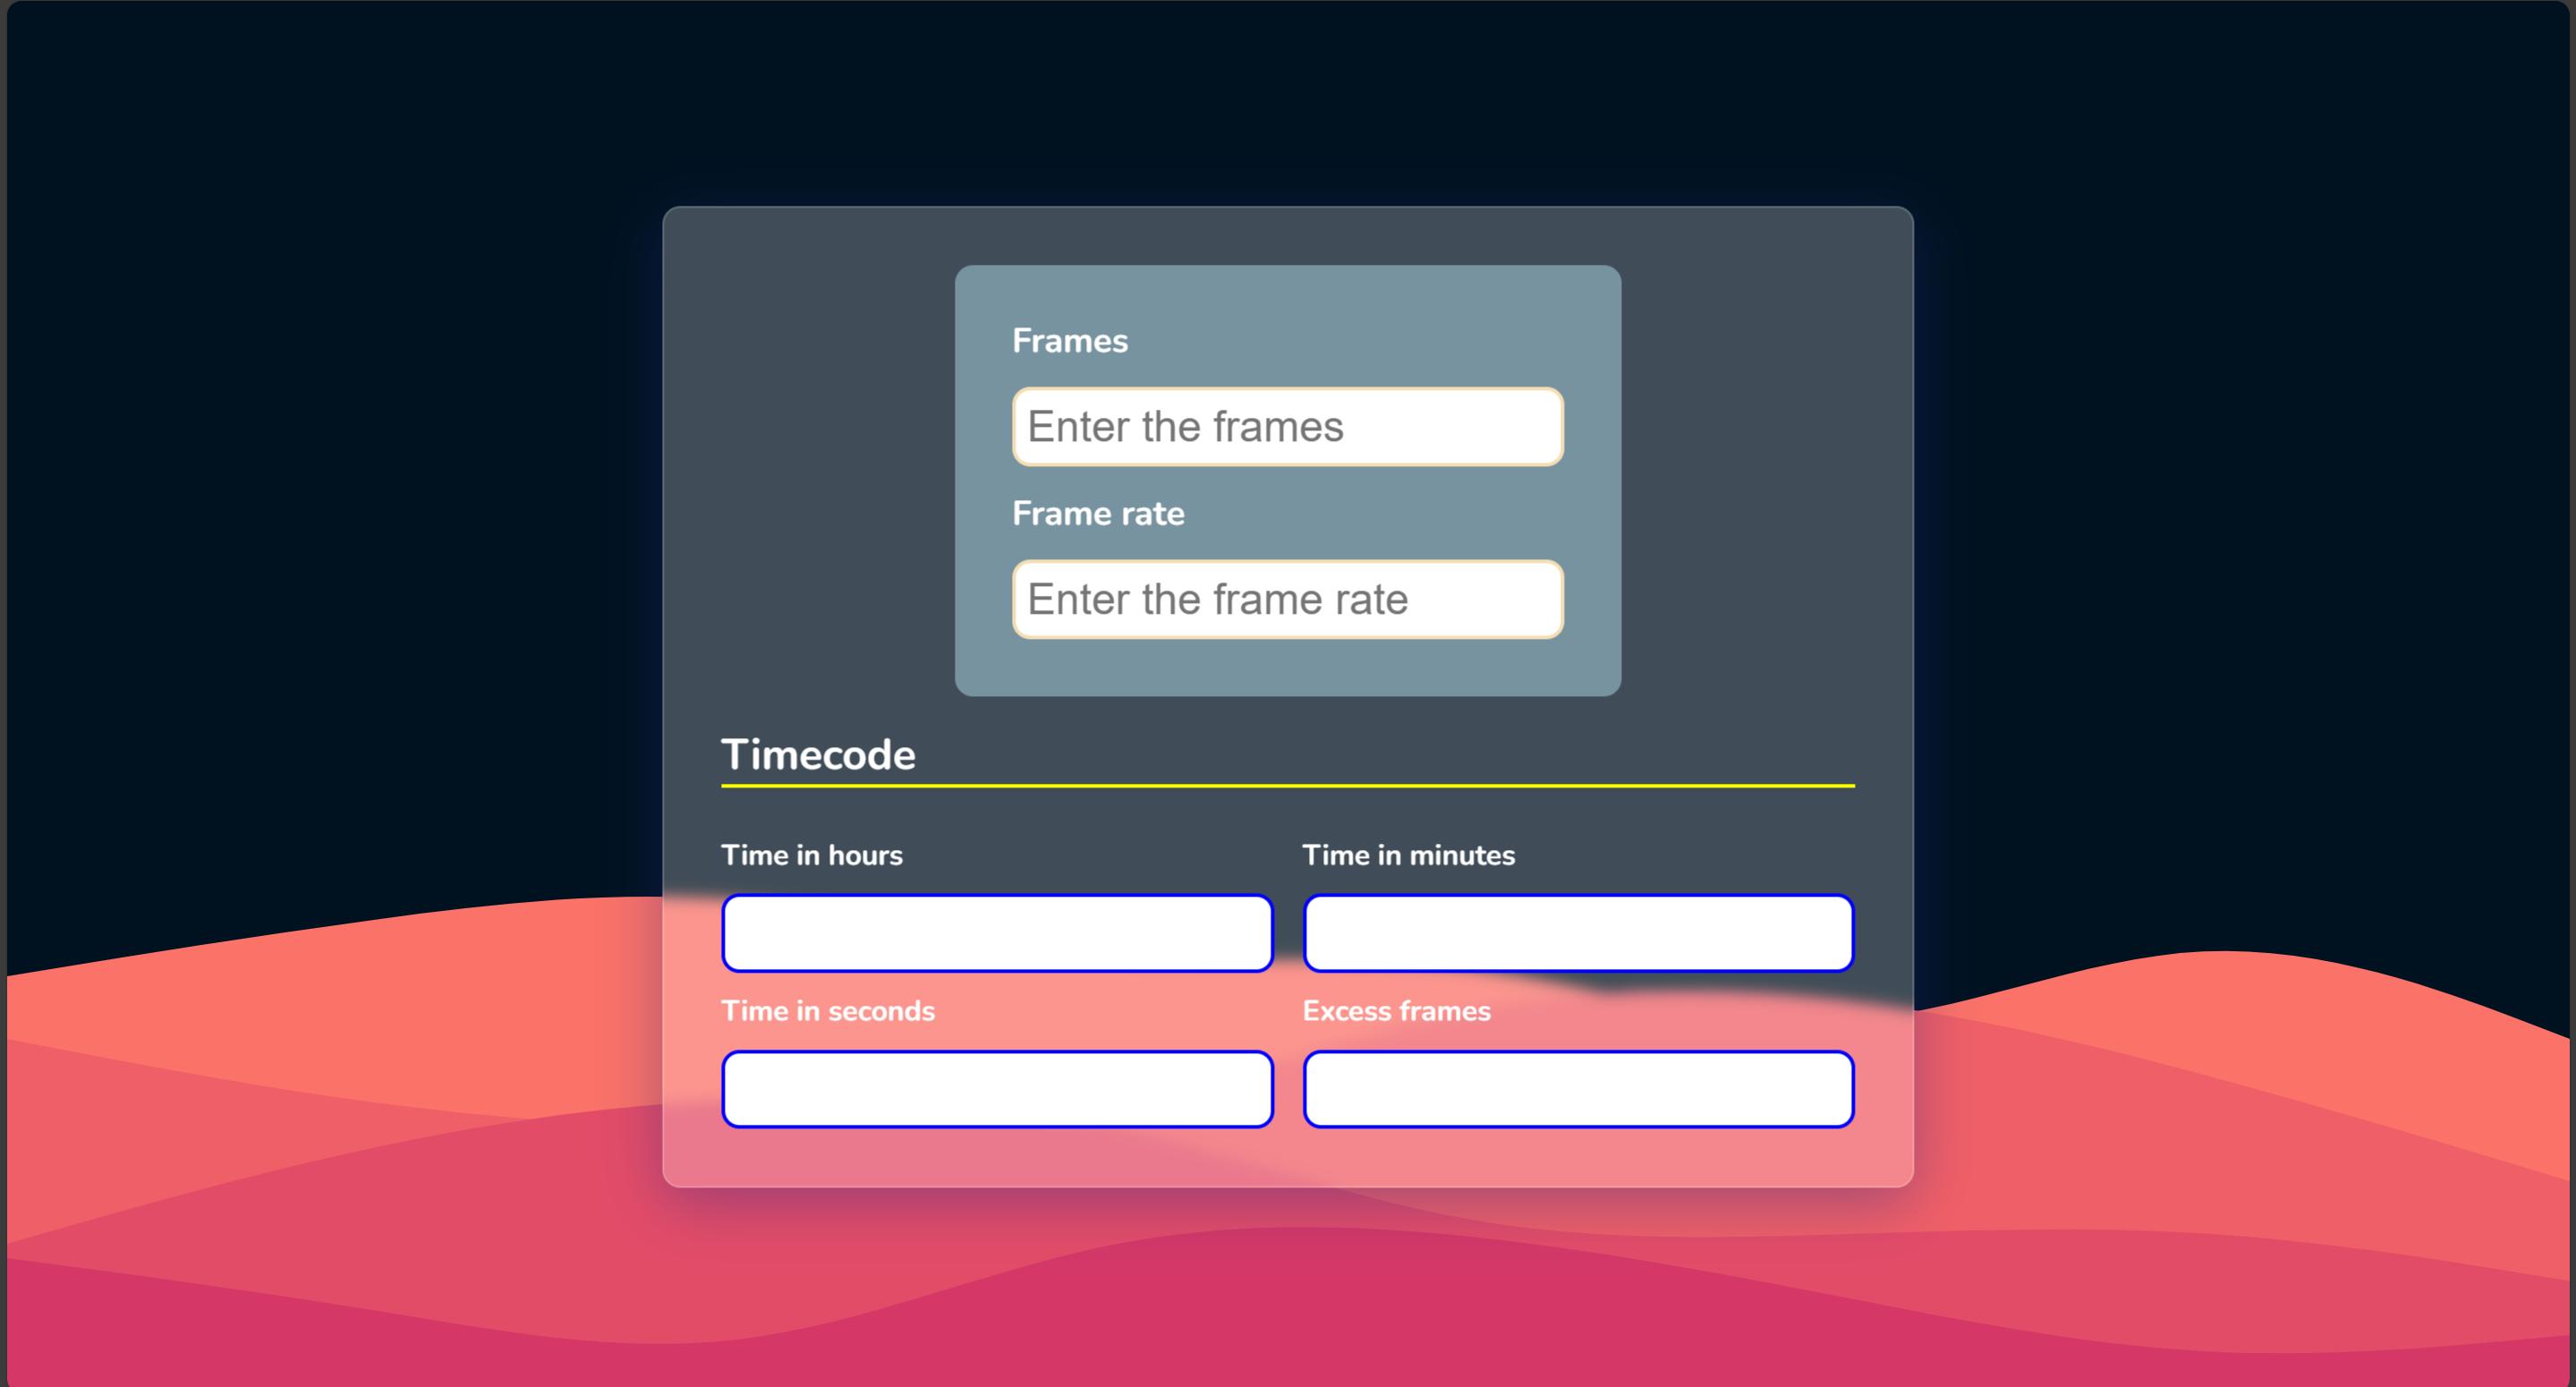 Frames
Enter the frames
Frame rate
Enter the frame rate
Timecode
Time in hours
Time in minutes
Time in seconds
Excess frames